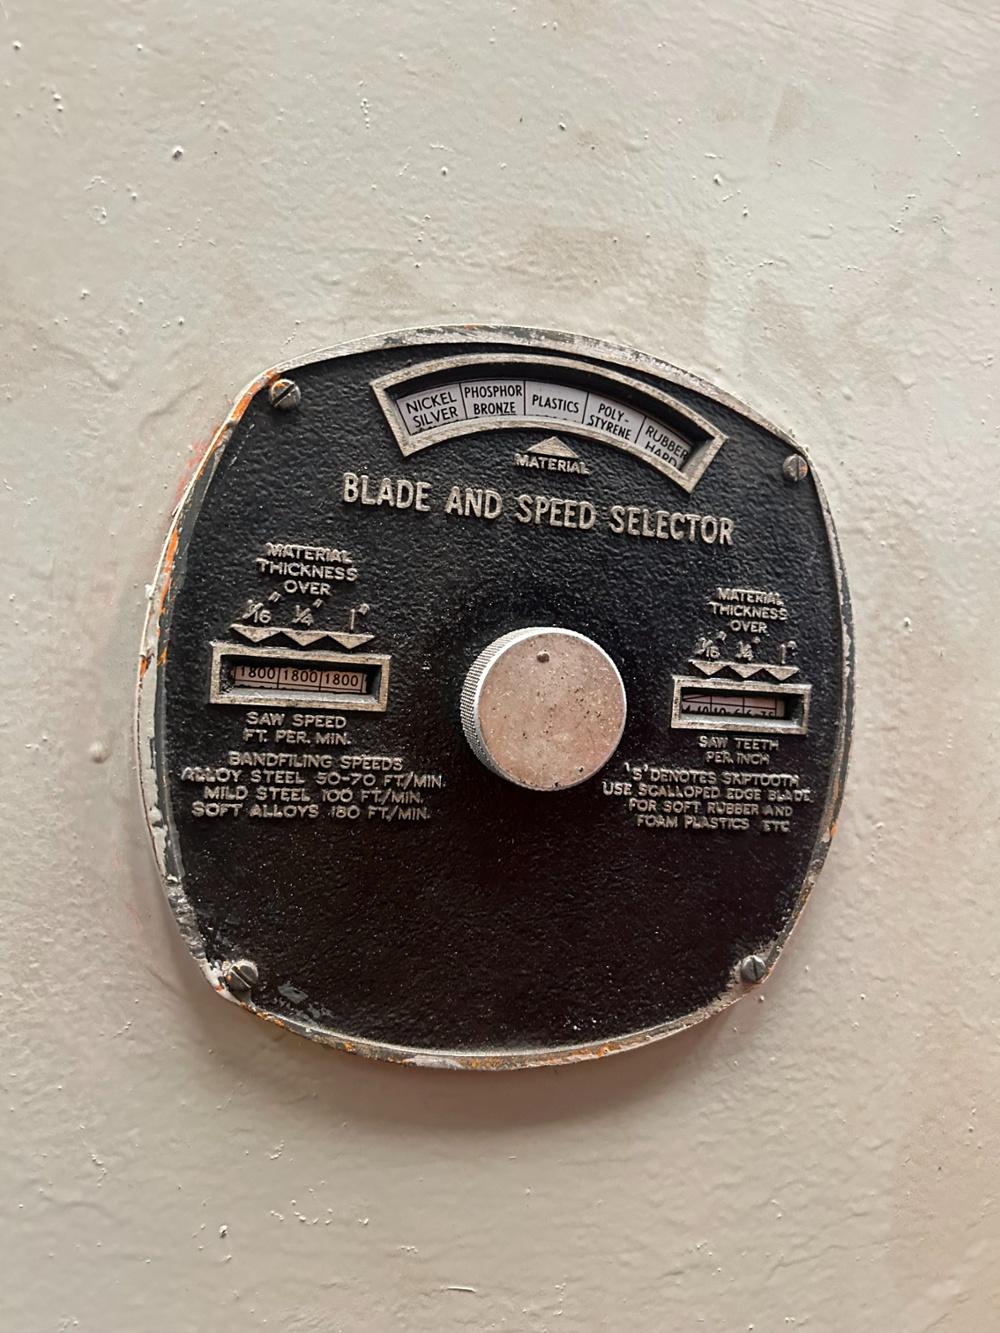 NICKEL SILVER
PHOSPHOR BRONZE
PLASTICS
POLY-STYRENE
RUBBER HARD
MATERIAL
BLADE AND SPEED SELECTOR
MATERIAL
THICKNESS
OVER
1/16" 1/4" 1"
1800 1800 1800
SAW SPEED
FT. PER. MIN.
BANDFILING SPEEDS
ALLOY STEEL 50-70 FT/MIN.
MILD STEEL 100 FT/MIN.
SOFT ALLOYS 180 FT/MIN.
MATERIAL
THICKNESS
OVER
1/16" 1/4" 1"
SAW TEETH
PER. INCH
'S' DENOTES SKIPTOOTH
USE SCALLOPED EDGE BLADE
FOR SOFT RUBBER AND
FOAM PLASTICS ETC